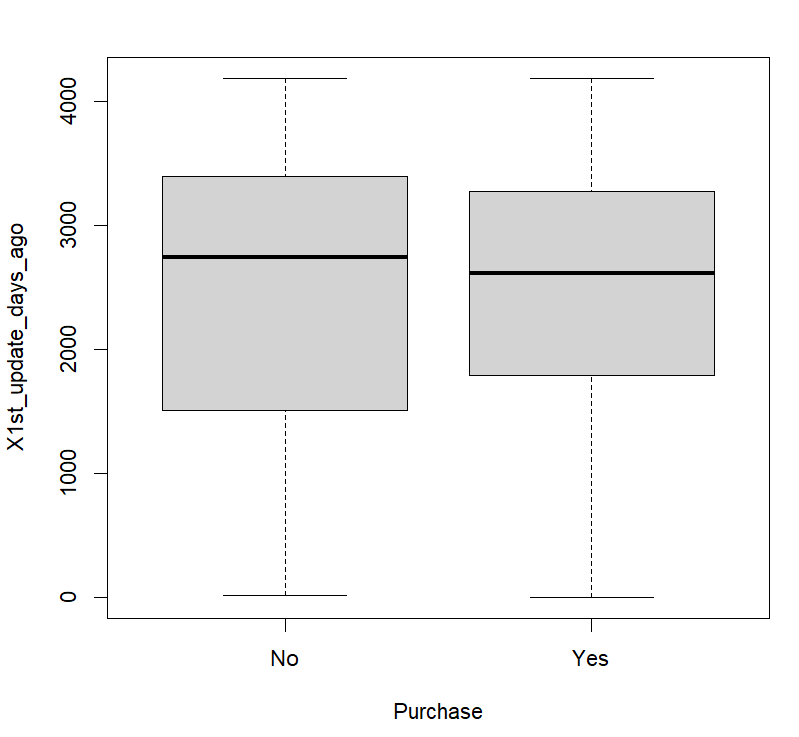 X1st_update_days_ago
4000
3000
2000
1000
0
No
Yes
Purchase